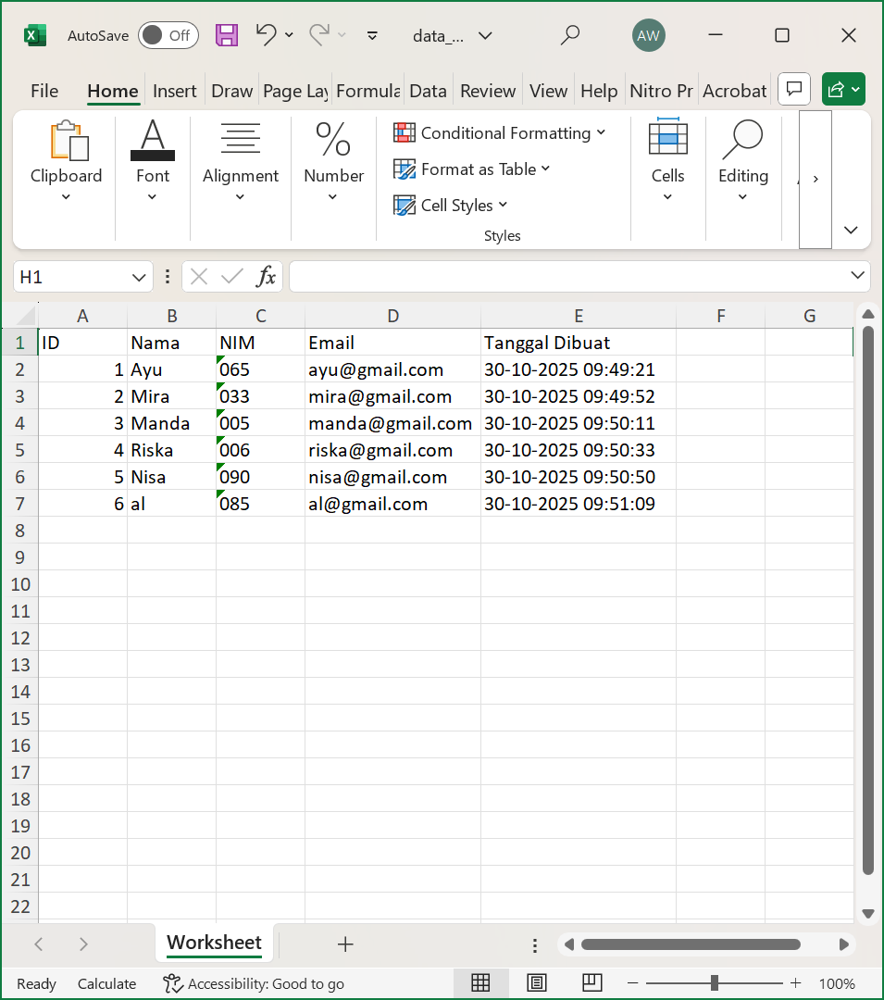 AutoSave Off data_... AW
File Home Insert Draw Page Lay Formula Data Review View Help Nitro Pr Acrobat
Clipboard Font Alignment Number Conditional Formatting Format as Table Cell Styles Styles Cells Editing
H1 fx
A B C D E F G
1 ID Nama NIM Email Tanggal Dibuat
2 1 Ayu 065 ayu@gmail.com 30-10-2025 09:49:21
3 2 Mira 033 mira@gmail.com 30-10-2025 09:49:52
4 3 Manda 005 manda@gmail.com 30-10-2025 09:50:11
5 4 Riska 006 riska@gmail.com 30-10-2025 09:50:33
6 5 Nisa 090 nisa@gmail.com 30-10-2025 09:50:50
7 6 al 085 al@gmail.com 30-10-2025 09:51:09
8
9
10
11
12
13
14
15
16
17
18
19
20
21
22
Worksheet
Ready Calculate Accessibility: Good to go 100%